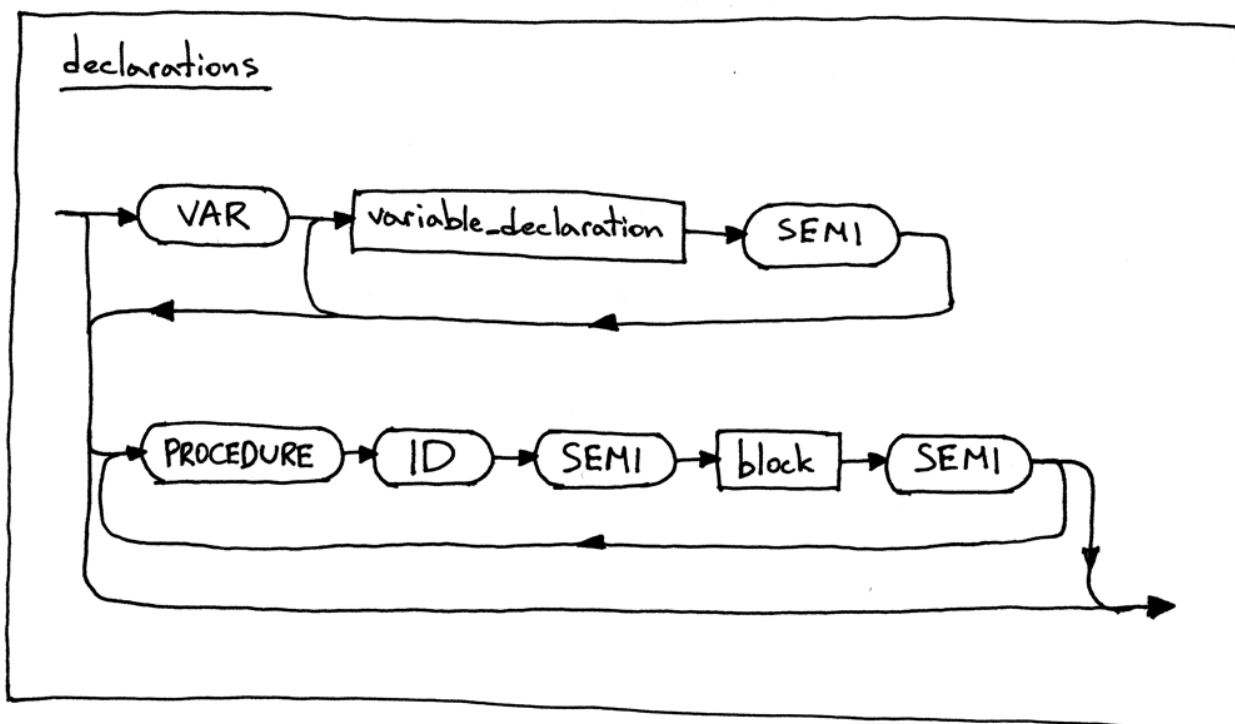 declarations
VAR variable_declaration SEMI
PROCEDURE ID SEMI block SEMI